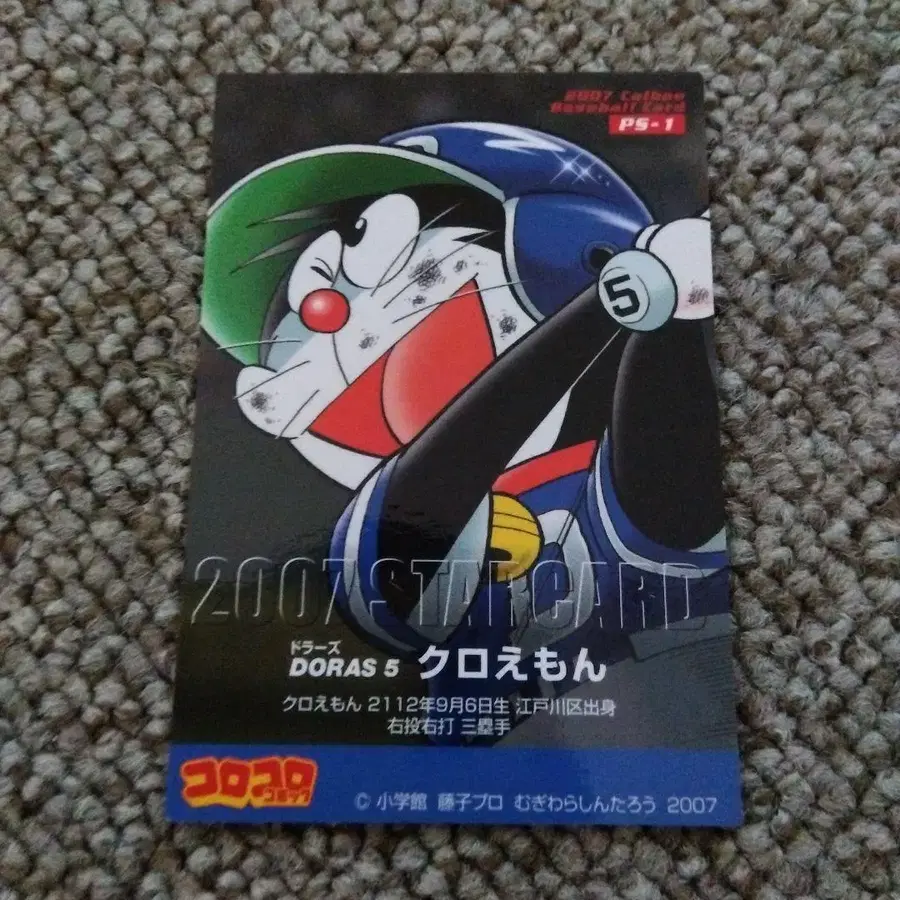 2007 Calbee
Baseball Card
PS-1
5
2007 STARCARD
ドラーズ
DORAS 5 クロえもん
クロえもん 2112年9月6日生 江戸川区出身
右投右打 三塁手
コロコロ
コミック
© 小学館 藤子プロ むぎわらしんたろう 2007